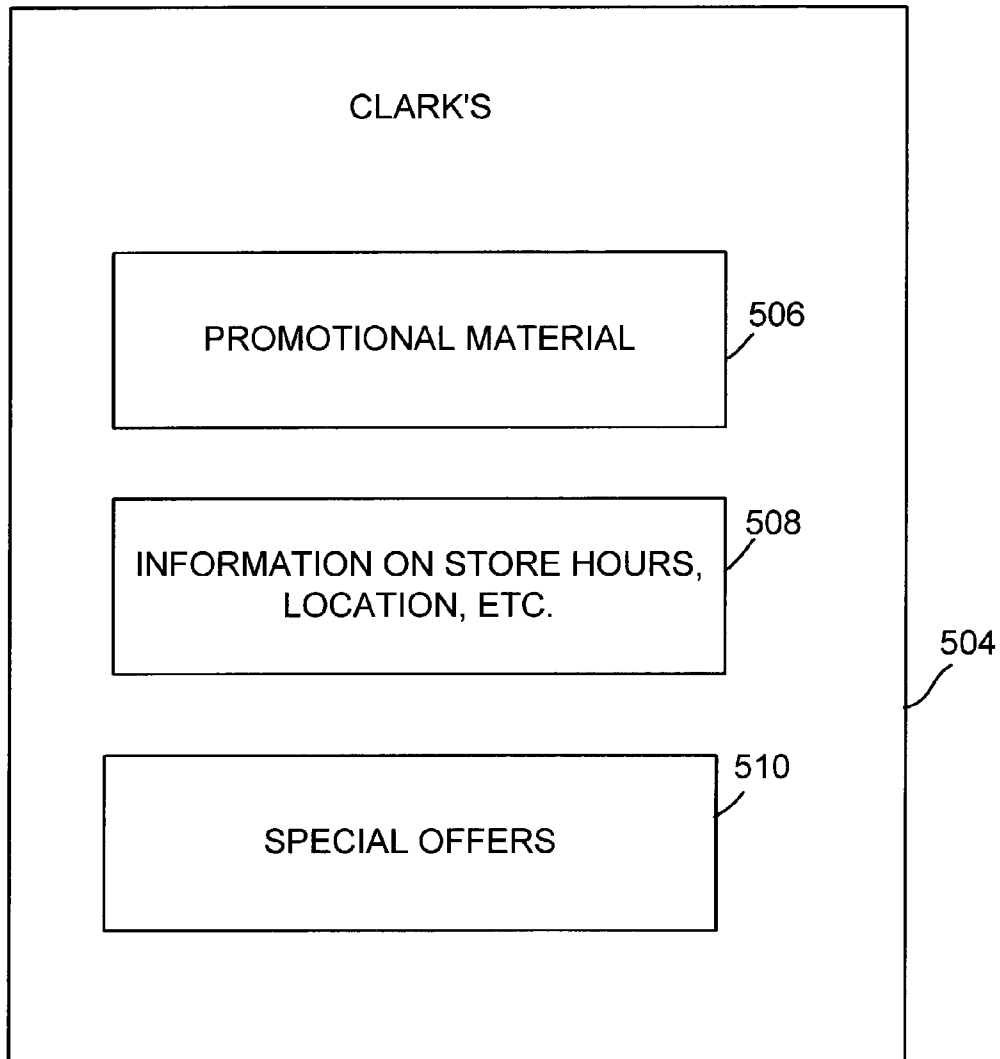 CLARK'S
PROMOTIONAL MATERIAL
506
INFORMATION ON STORE HOURS,
LOCATION, ETC.
508
504
SPECIAL OFFERS
510